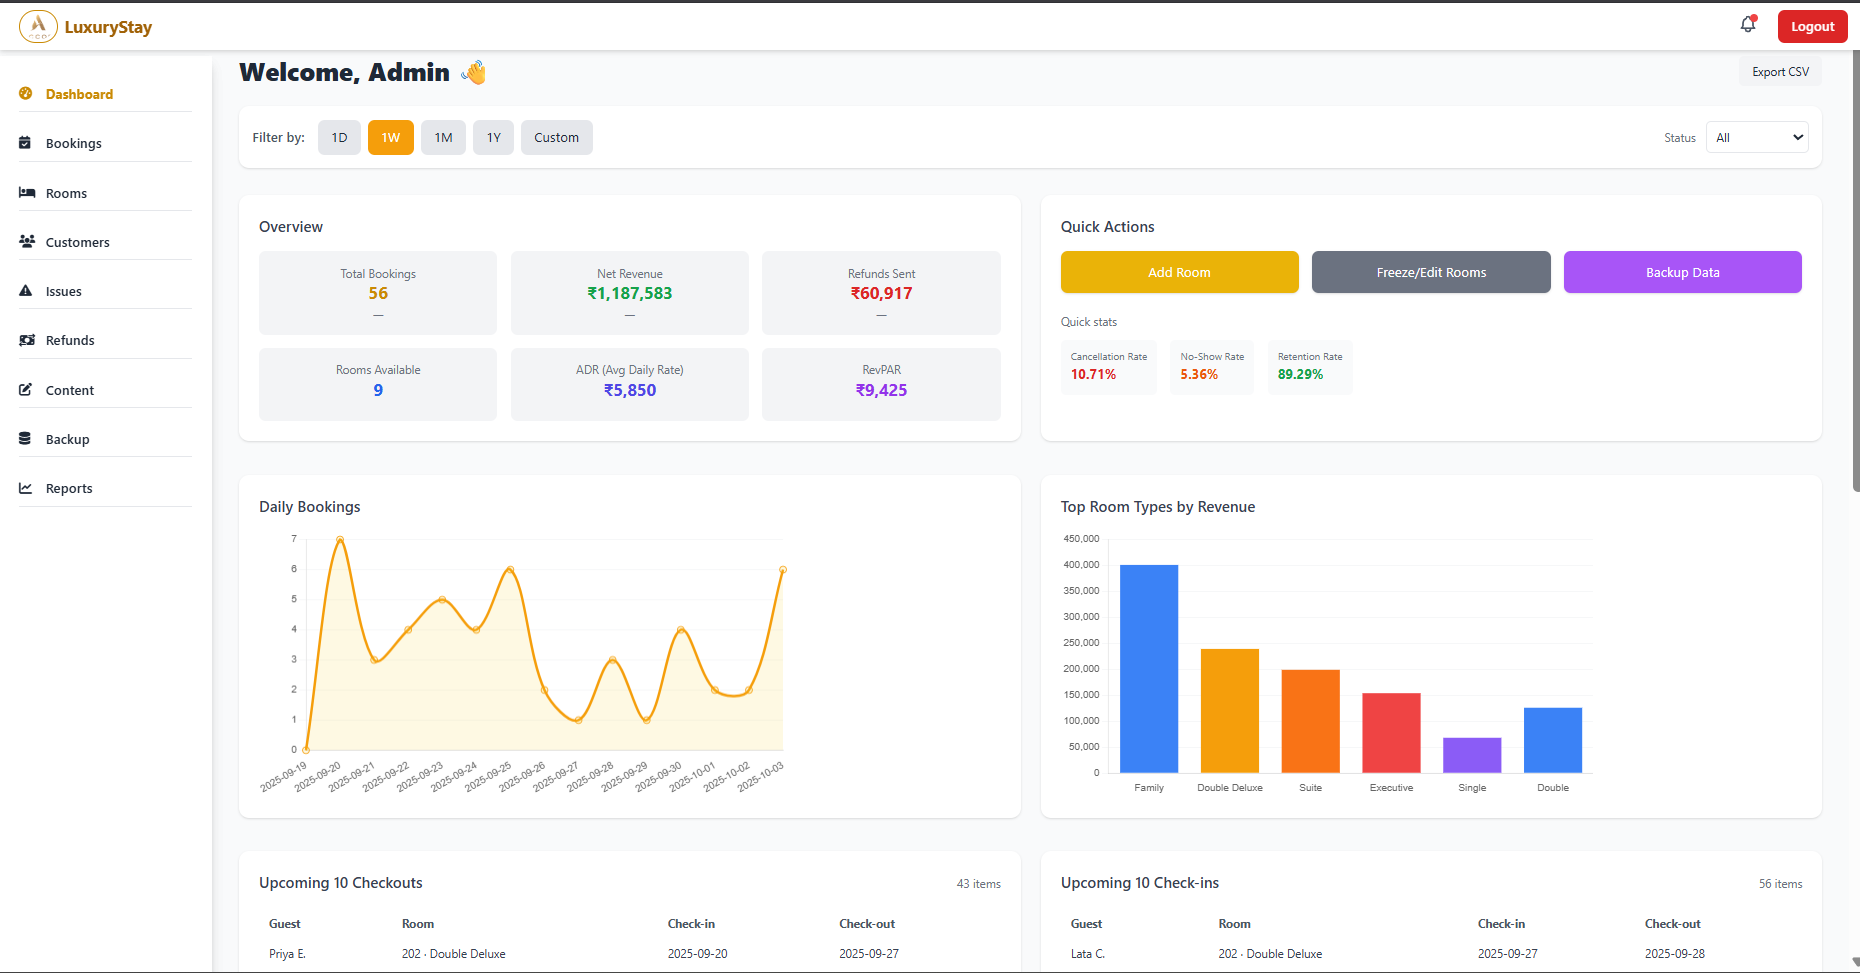 LuxuryStay
Logout
Dashboard
Bookings
Rooms
Customers
Issues
Refunds
Content
Backup
Reports
Welcome, Admin 👋
Export CSV
Filter by: 1D 1W 1M 1Y Custom
Status All
Overview
Total Bookings
56
—
Net Revenue
₹1,187,583
—
Refunds Sent
₹60,917
—
Rooms Available
9
ADR (Avg Daily Rate)
₹5,850
RevPAR
₹9,425
Quick Actions
Add Room
Freeze/Edit Rooms
Backup Data
Quick stats
Cancellation Rate
10.71%
No-Show Rate
5.36%
Retention Rate
89.29%
Daily Bookings
7
6
5
4
3
2
1
0
2025-09-19
2025-09-20
2025-09-21
2025-09-22
2025-09-23
2025-09-24
2025-09-25
2025-09-26
2025-09-27
2025-09-28
2025-09-29
2025-09-30
2025-10-01
2025-10-02
2025-10-03
Top Room Types by Revenue
450,000
400,000
350,000
300,000
250,000
200,000
150,000
100,000
50,000
0
Family
Double Deluxe
Suite
Executive
Single
Double
Upcoming 10 Checkouts
43 items
Guest Room Check-in Check-out
Priya E. 202 · Double Deluxe 2025-09-20 2025-09-27
Upcoming 10 Check-ins
56 items
Guest Room Check-in Check-out
Lata C. 202 · Double Deluxe 2025-09-27 2025-09-28